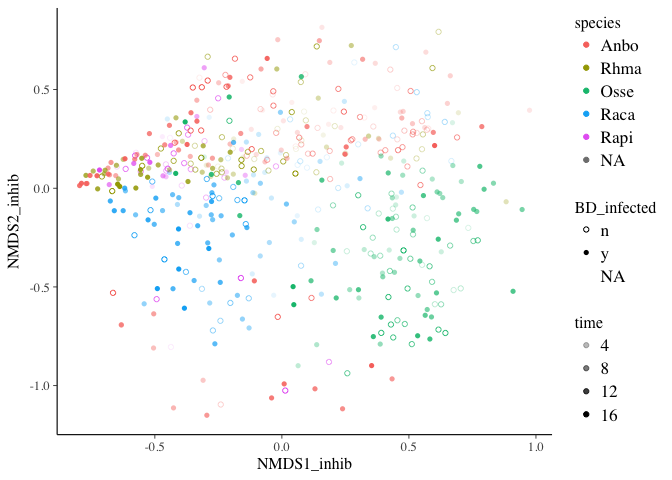 species
Anbo
Rhma
Osse
Raca
Rapi
NA
BD_infected
n
y
NA
time
4
8
12
16
NMDS2_inhib
0.5
0.0
-0.5
-1.0
-0.5
0.0
0.5
1.0
NMDS1_inhib